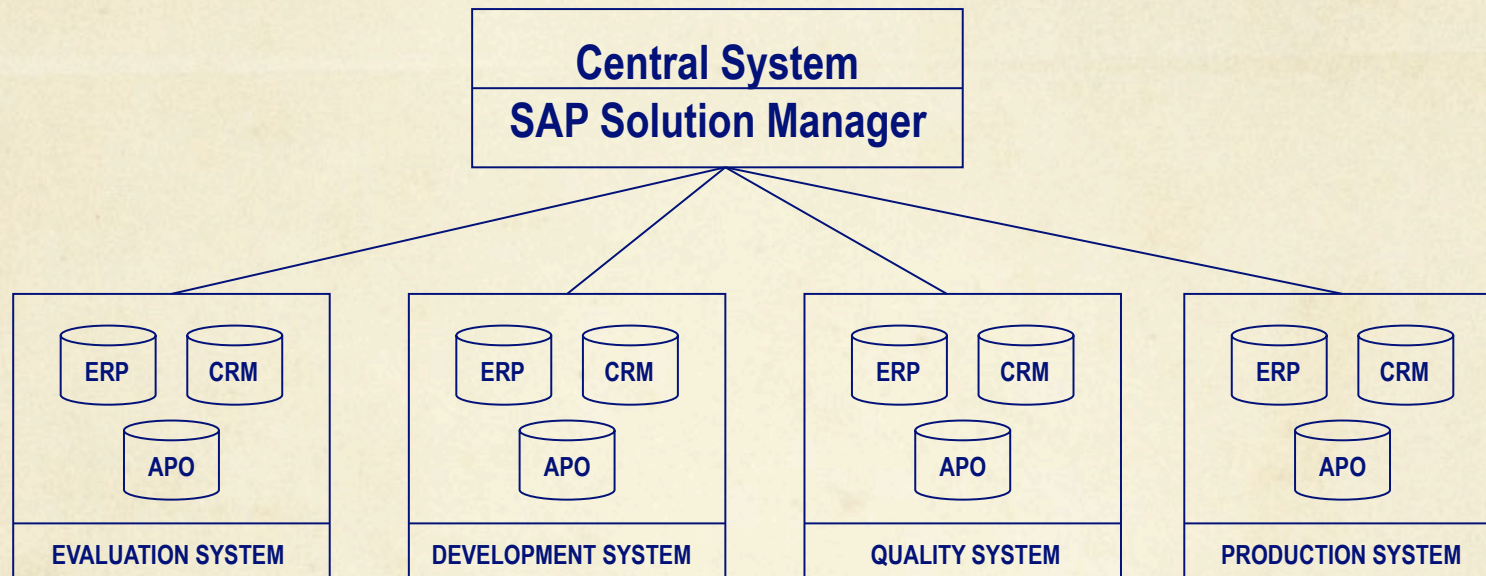 Central System
SAP Solution Manager
ERP
CRM
APO
EVALUATION SYSTEM
ERP
CRM
APO
DEVELOPMENT SYSTEM
ERP
CRM
APO
QUALITY SYSTEM
ERP
CRM
APO
PRODUCTION SYSTEM